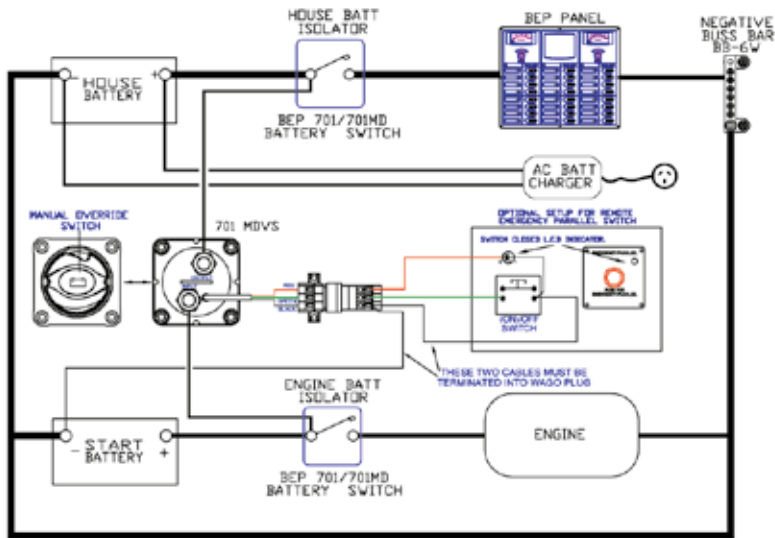 HOUSE BATT
ISOLATOR
BEP PANEL
NEGATIVE
BUSS BAR
BB-6W
- HOUSE +
BATTERY
BEP 701/701MD
BATTERY SWITCH
AC BATT
CHARGER
MANUAL OVERRIDE
SWITCH
701 MDVS
OPTIONAL SETUP FOR REMOTE
EMERGENCY PARALLEL SWITCH
SWITCH CLOSED L.E.D INDICATOR.
RED
GREEN
BLACK
ON/OFF
SWITCH
THESE TWO CABLES MUST BE
TERMINATED INTO WAGO PLUG
ENGINE BATT
ISOLATOR
- START +
BATTERY
ENGINE
BEP 701/701MD
BATTERY SWITCH